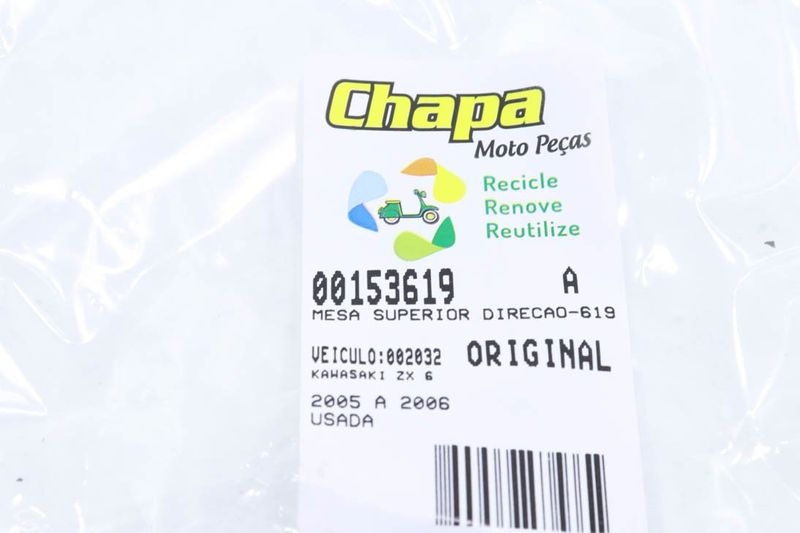 Chapa
Moto Peças
Recicle
Renove
Reutilize
00153619 A
MESA SUPERIOR DIRECAO-619
VEICULO:002032 ORIGINAL
KAWASAKI ZX 6
2005 A 2006
USADA